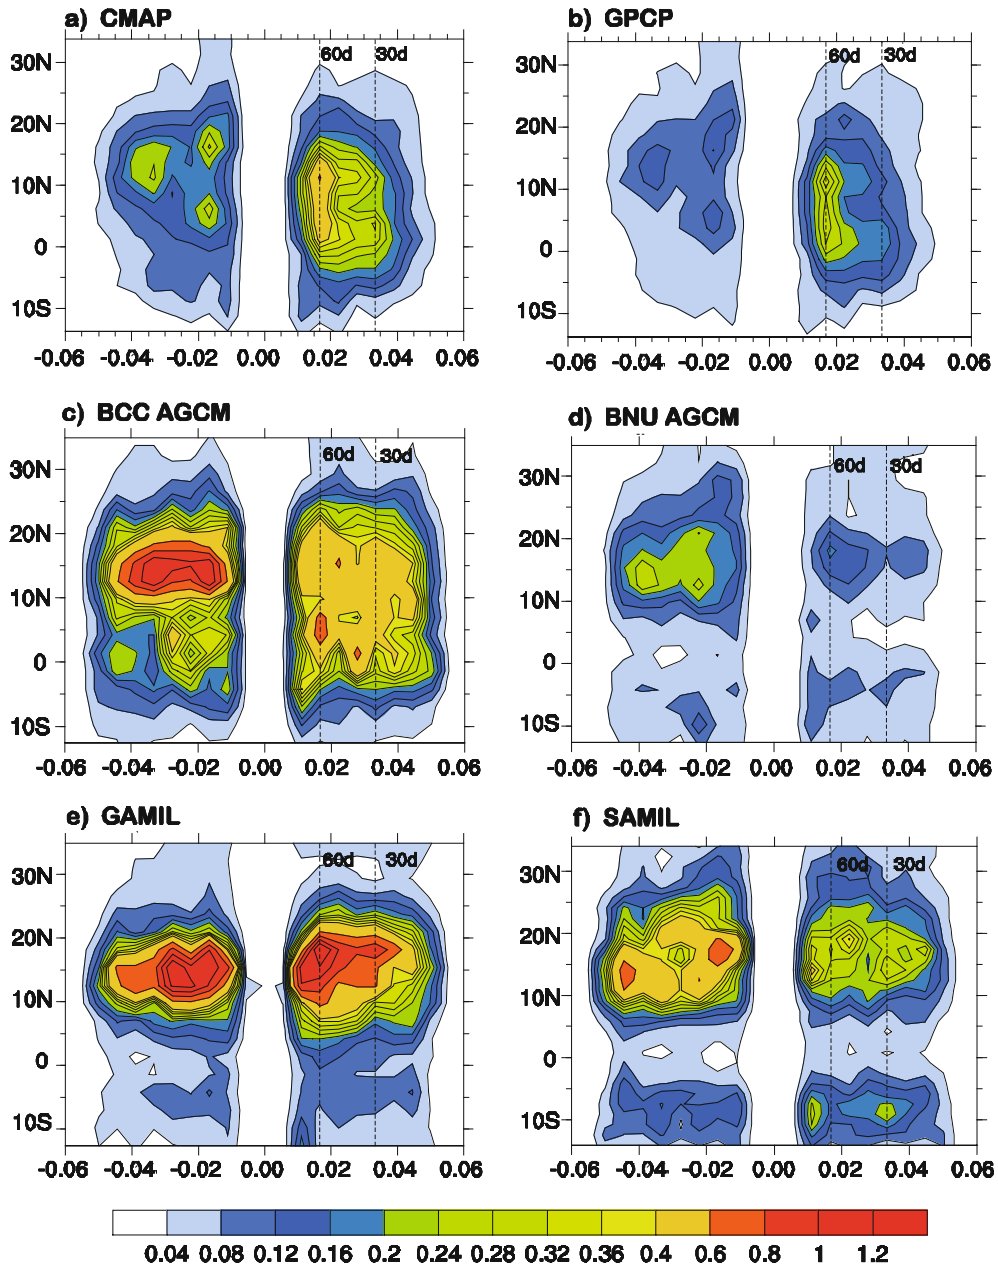 a) CMAP
b) GPCP
60d 30d
60d 30d
30N
20N
10N
0
10S
30N
20N
10N
0
10S
-0.06 -0.04 -0.02 0.00 0.02 0.04 0.06
-0.06 -0.04 -0.02 0.00 0.02 0.04 0.06
c) BCC AGCM
d) BNU AGCM
60d 30d
60d 30d
30N
20N
10N
0
10S
30N
20N
10N
0
10S
-0.06 -0.04 -0.02 0.00 0.02 0.04 0.06
-0.06 -0.04 -0.02 0.00 0.02 0.04 0.06
e) GAMIL
f) SAMIL
60d 30d
60d 30d
30N
20N
10N
0
10S
30N
20N
10N
0
10S
-0.06 -0.04 -0.02 0.00 0.02 0.04 0.06
-0.06 -0.04 -0.02 0.00 0.02 0.04 0.06
0.04 0.08 0.12 0.16 0.2 0.24 0.28 0.32 0.36 0.4 0.6 0.8 1 1.2